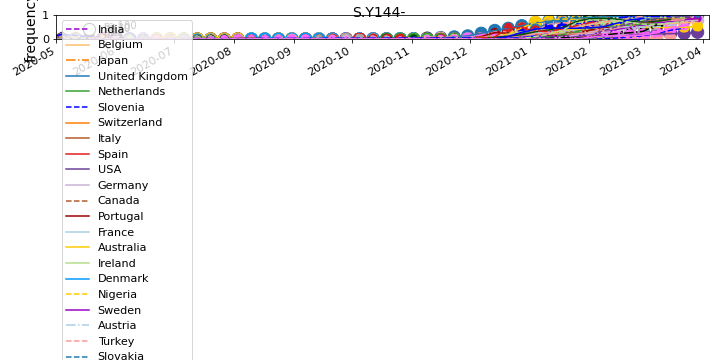 S.Y144-
frequency
1
0
2020-05
2020-07
2020-08
2020-09
2020-10
2020-11
2020-12
2021-01
2021-02
2021-03
2021-04
India
Belgium
Japan
United Kingdom
Netherlands
Slovenia
Switzerland
Italy
Spain
USA
Germany
Canada
Portugal
France
Australia
Ireland
Denmark
Nigeria
Sweden
Austria
Turkey
Slovakia